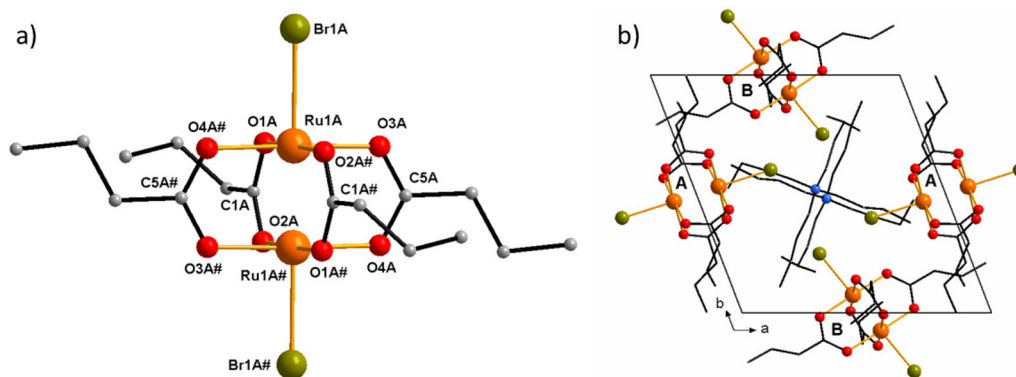 a)
Br1A
Ru1A
O4A#
O1A
O3A
O2A#
C5A#
C1A
C1A#
C5A
O2A
O3A#
Ru1A#
O1A#
O4A
Br1A#
b)
B
A
A
B
b
a